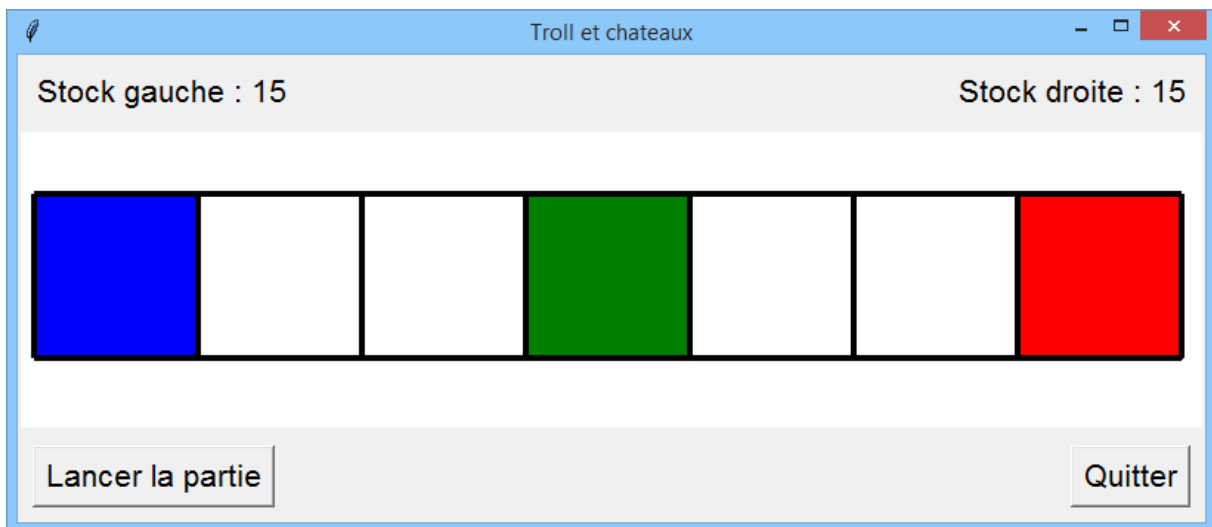 Troll et chateaux
Stock gauche : 15
Stock droite : 15
Lancer la partie
Quitter